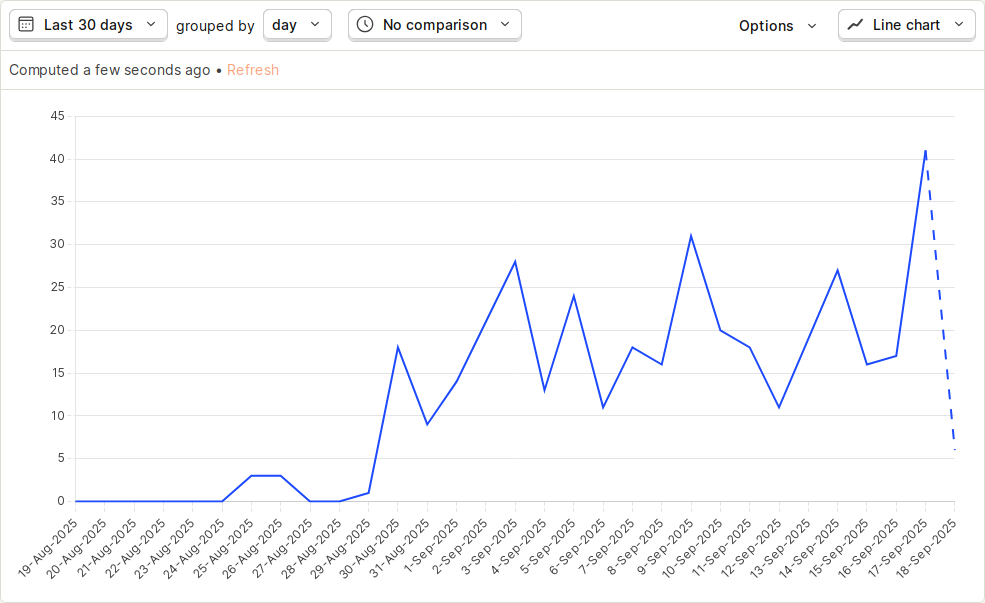 Last 30 days grouped by day No comparison Options Line chart
Computed a few seconds ago • Refresh
45
40
35
30
25
20
15
10
5
0
19-Aug-2025
20-Aug-2025
21-Aug-2025
22-Aug-2025
23-Aug-2025
24-Aug-2025
25-Aug-2025
26-Aug-2025
27-Aug-2025
28-Aug-2025
29-Aug-2025
30-Aug-2025
31-Aug-2025
1-Sep-2025
2-Sep-2025
3-Sep-2025
4-Sep-2025
5-Sep-2025
6-Sep-2025
7-Sep-2025
8-Sep-2025
9-Sep-2025
10-Sep-2025
11-Sep-2025
12-Sep-2025
13-Sep-2025
14-Sep-2025
15-Sep-2025
16-Sep-2025
17-Sep-2025
18-Sep-2025